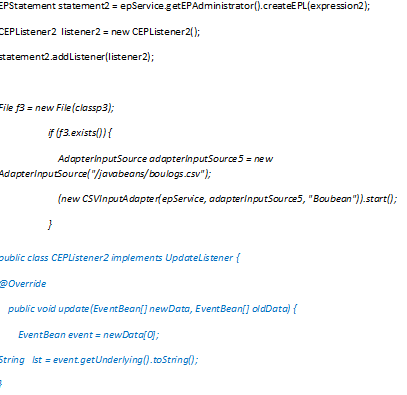 EPStatement statement2 = epService.getEPAdministrator().createEPL(expression2);
CEPListener2 listener2 = new CEPListener2();
statement2.addListener(listener2);
File f3 = new File(classp3);
if (f3.exists()) {
AdapterInputSource adapterInputSource5 = new
AdapterInputSource("/javabeans/boulogs.csv");
(new CSVInputAdapter(epService, adapterInputSource5, "Boubean")).start();
}
public class CEPListener2 implements UpdateListener {
@Override
public void update(EventBean[] newData, EventBean[] oldData) {
EventBean event = newData[0];
String lst = event.getUnderlying().toString();
}